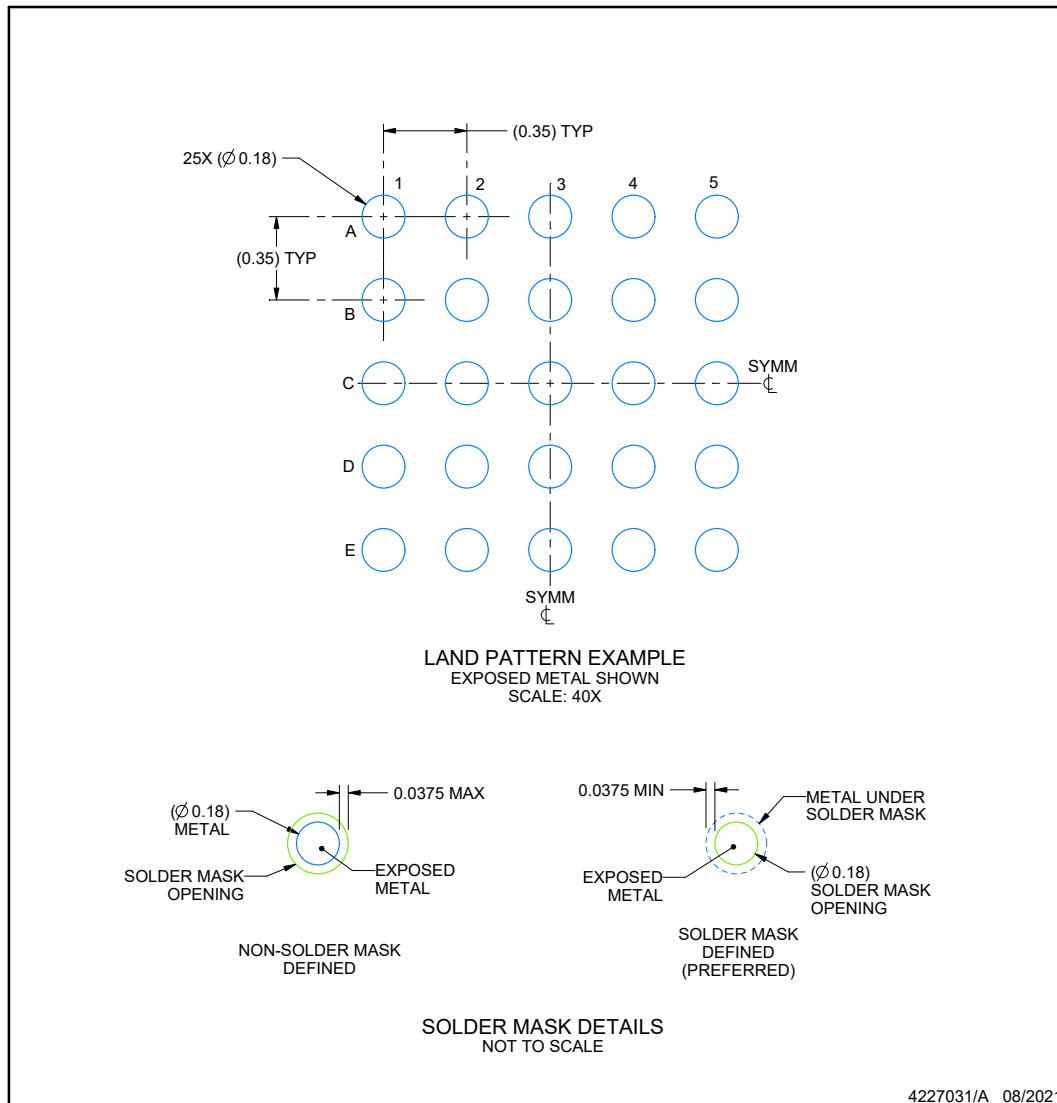 (0.35) TYP
25X (∅0.18)
1 2 3 4 5
A
(0.35) TYP
B
SYMM
C
℄
D
E
SYMM
℄
LAND PATTERN EXAMPLE
EXPOSED METAL SHOWN
SCALE: 40X
0.0375 MAX
(∅0.18)
METAL
SOLDER MASK
OPENING
EXPOSED
METAL
NON-SOLDER MASK
DEFINED
0.0375 MIN
METAL UNDER
SOLDER MASK
EXPOSED
METAL
(∅0.18)
SOLDER MASK
OPENING
SOLDER MASK
DEFINED
(PREFERRED)
SOLDER MASK DETAILS
NOT TO SCALE
4227031/A 08/2021